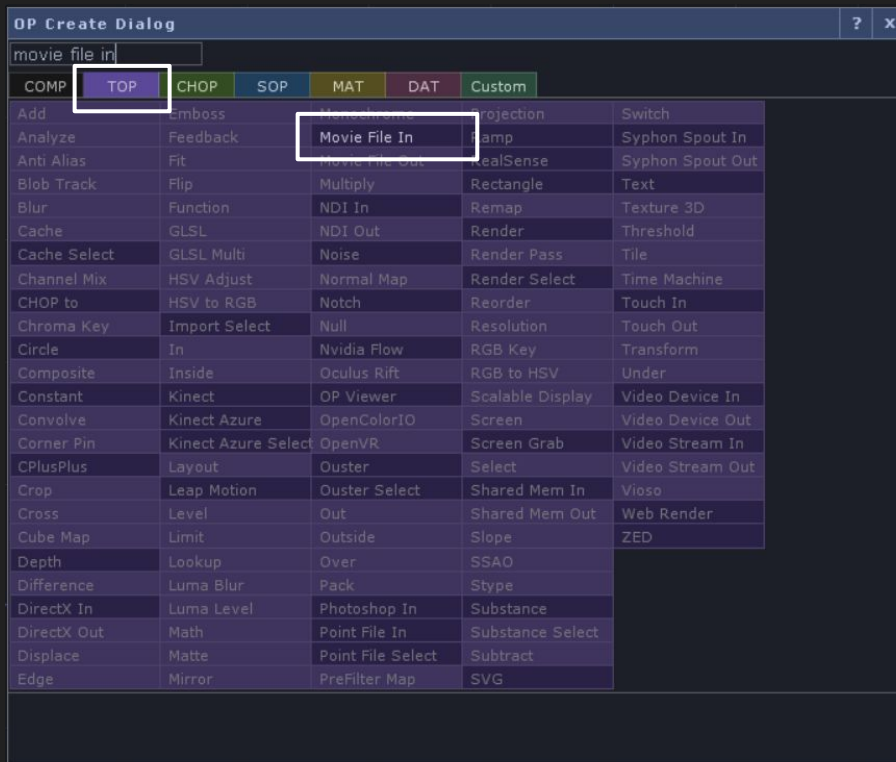 OP Create Dialog ? x
movie file in
COMP TOP CHOP SOP MAT DAT Custom
Add Emboss Monochrome Projection Switch
Analyze Feedback Movie File In Ramp Syphon Spout In
Anti Alias Fit Movie File Out RealSense Syphon Spout Out
Blob Track Flip Multiply Rectangle Text
Blur Function NDI In Remap Texture 3D
Cache GLSL NDI Out Render Threshold
Cache Select GLSL Multi Noise Render Pass Tile
Channel Mix HSV Adjust Normal Map Render Select Time Machine
CHOP to HSV to RGB Notch Reorder Touch In
Chroma Key Import Select Null Resolution Touch Out
Circle In Nvidia Flow RGB Key Transform
Composite Inside Oculus Rift RGB to HSV Under
Constant Kinect OP Viewer Scalable Display Video Device In
Convolve Kinect Azure OpenColorIO Screen Video Device Out
Corner Pin Kinect Azure Select OpenVR Screen Grab Video Stream In
CPlusPlus Layout Ouster Select Video Stream Out
Crop Leap Motion Ouster Select Shared Mem In Vioso
Cross Level Out Shared Mem Out Web Render
Cube Map Limit Outside Slope ZED
Depth Lookup Over SSAO
Difference Luma Blur Pack Stype
DirectX In Luma Level Photoshop In Substance
DirectX Out Math Point File In Substance Select
Displace Matte Point File Select Subtract
Edge Mirror PreFilter Map SVG